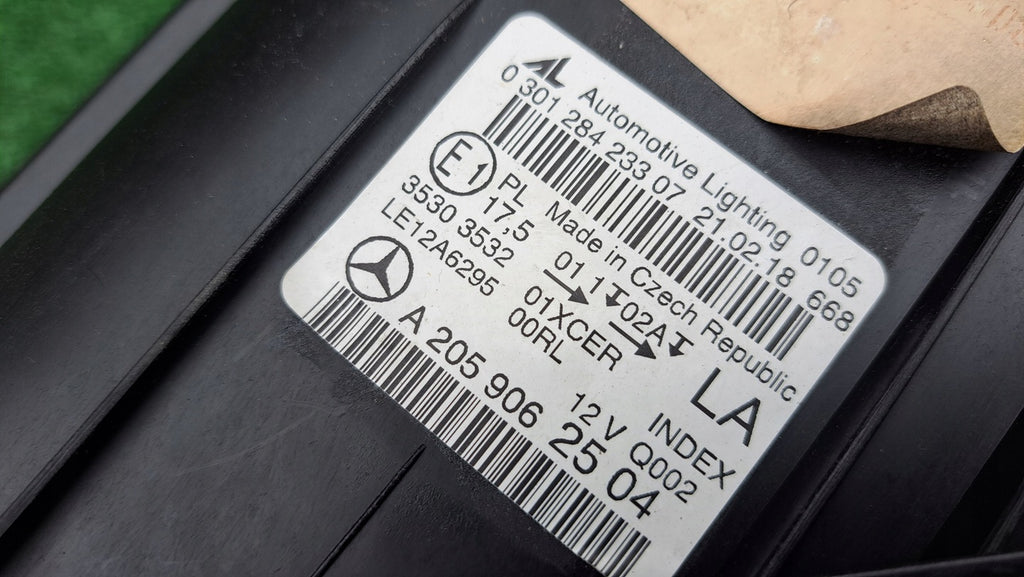 AL Automotive Lighting 0105
0 301 284 233 07 21.02.18 668
E1 PL Made in Czech Republic
17,5 01 1 02A LA
3530 3532 01XCER INDEX
LE12A6295 00RL 12 V Q002
A 205 906 25 04